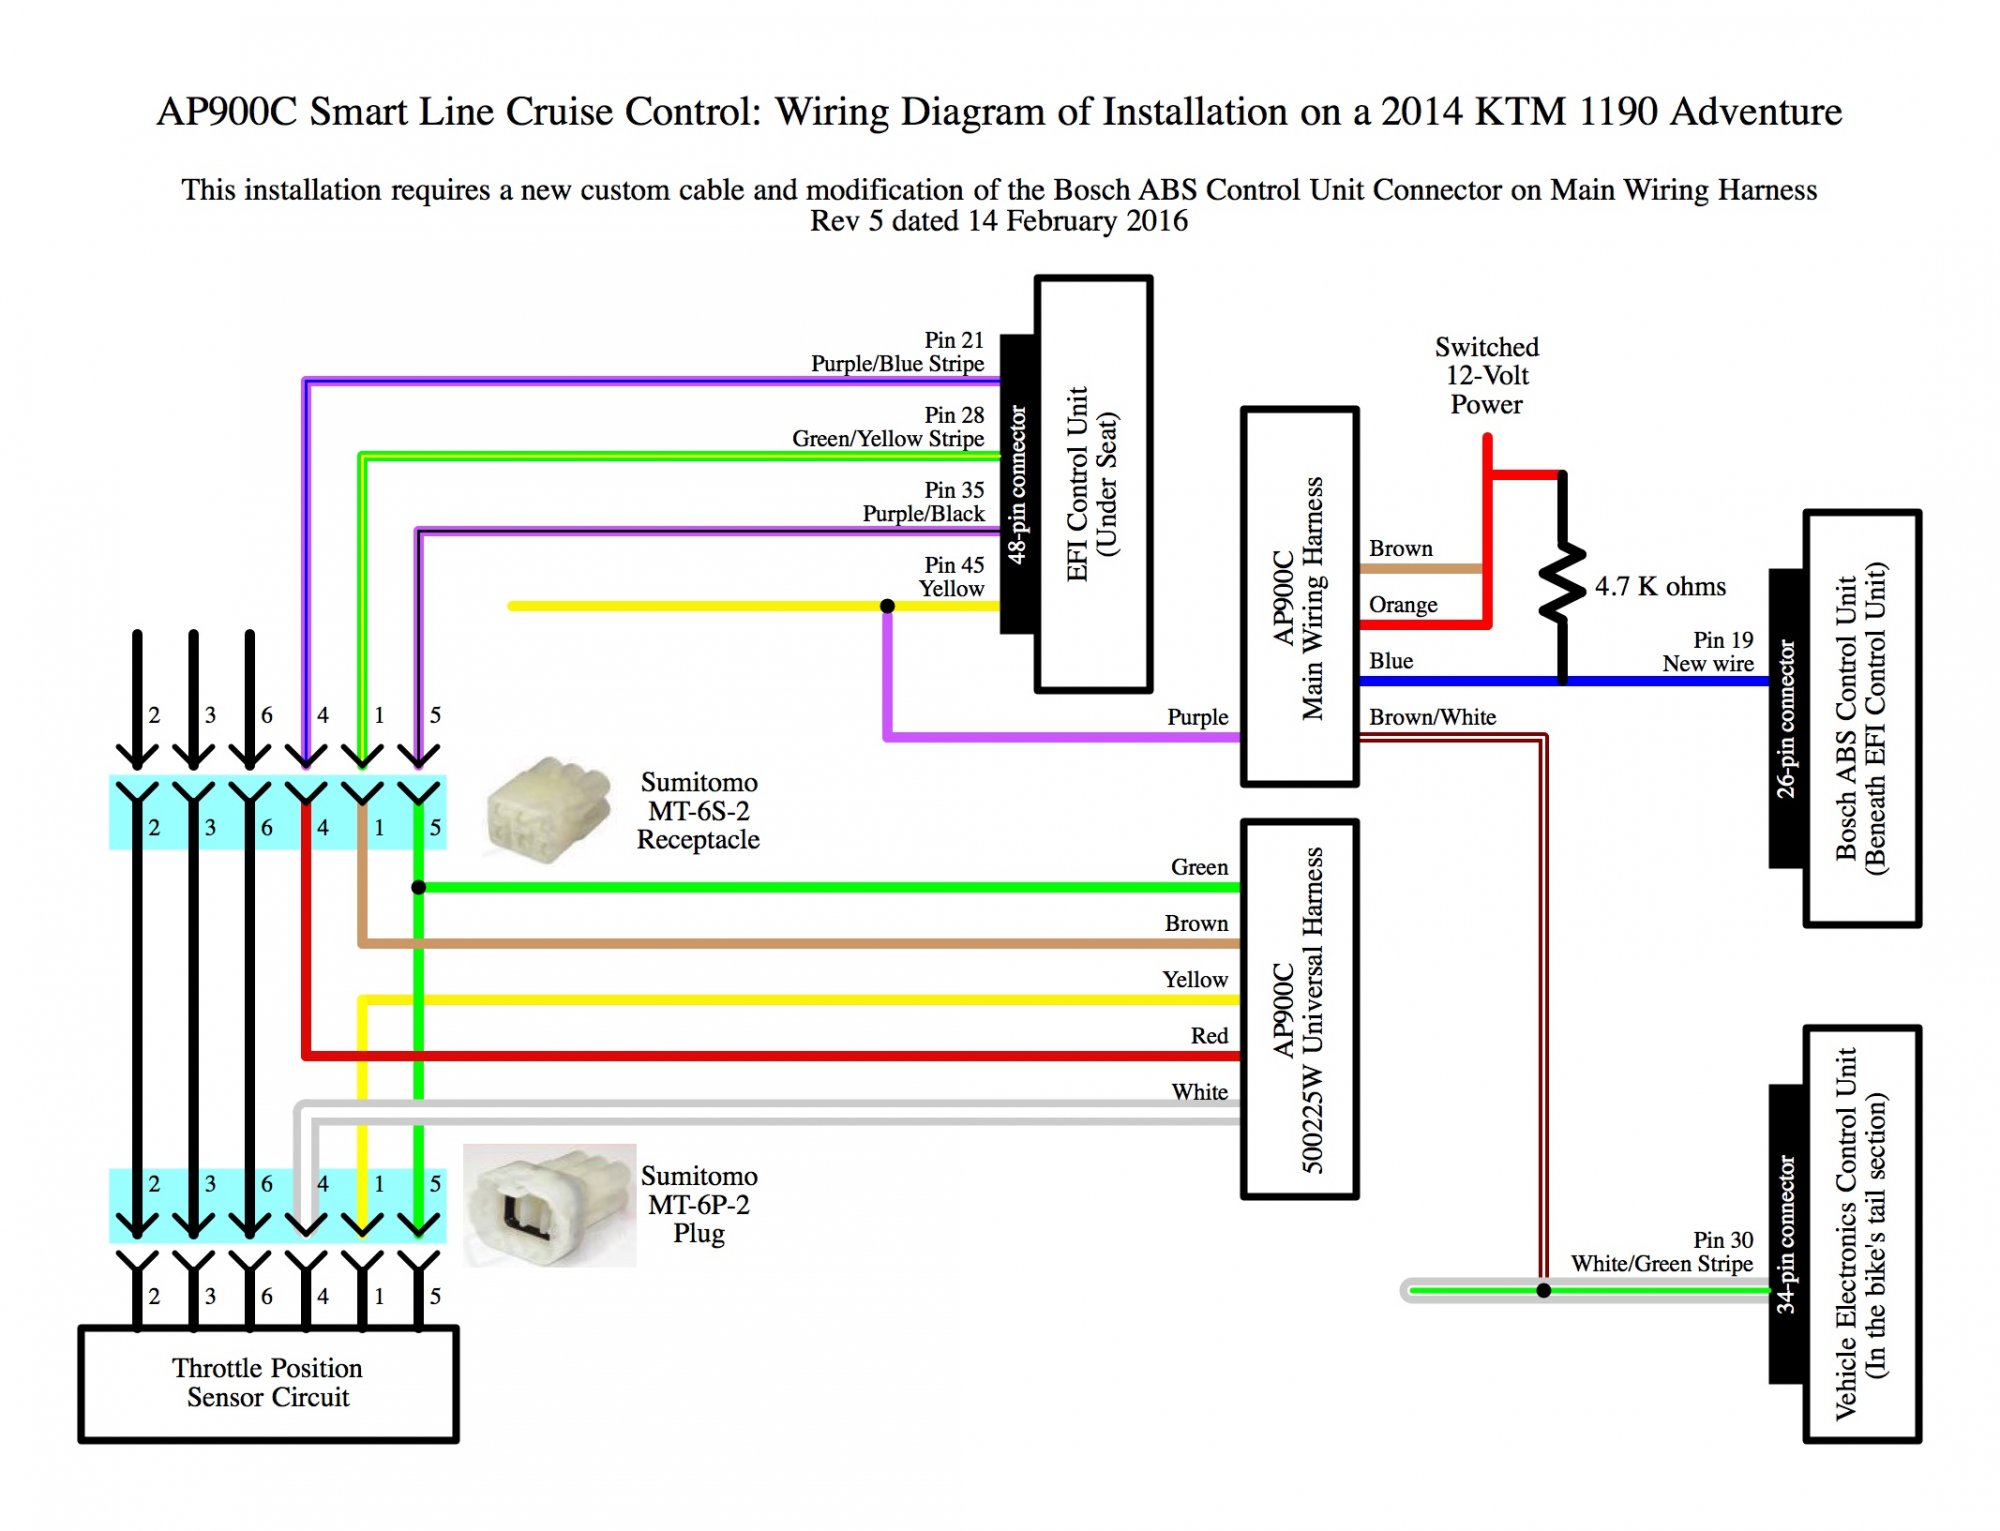 AP900C Smart Line Cruise Control: Wiring Diagram of Installation on a 2014 KTM 1190 Adventure
This installation requires a new custom cable and modification of the Bosch ABS Control Unit Connector on Main Wiring Harness
Rev 5 dated 14 February 2016
Pin 21
Purple/Blue Stripe
Pin 28
Green/Yellow Stripe
Pin 35
Purple/Black
Pin 45
Yellow
48-pin connector
EFI Control Unit
(Under Seat)
Switched
12-Volt
Power
AP900C
Main Wiring Harness
Brown
Orange
Blue
Brown/White
Purple
4.7 K ohms
Pin 19
New wire
26-pin connector
Bosch ABS Control Unit
(Beneath EFI Control Unit)
2 3 6 4 1 5
2 3 6 4 1 5
Sumitomo
MT-6S-2
Receptacle
Green
Brown
Yellow
Red
White
AP900C
500225W Universal Harness
2 3 6 4 1 5
Sumitomo
MT-6P-2
Plug
2 3 6 4 1 5
Throttle Position
Sensor Circuit
Pin 30
White/Green Stripe
34-pin connector
Vehicle Electronics Control Unit
(In the bike's tail section)